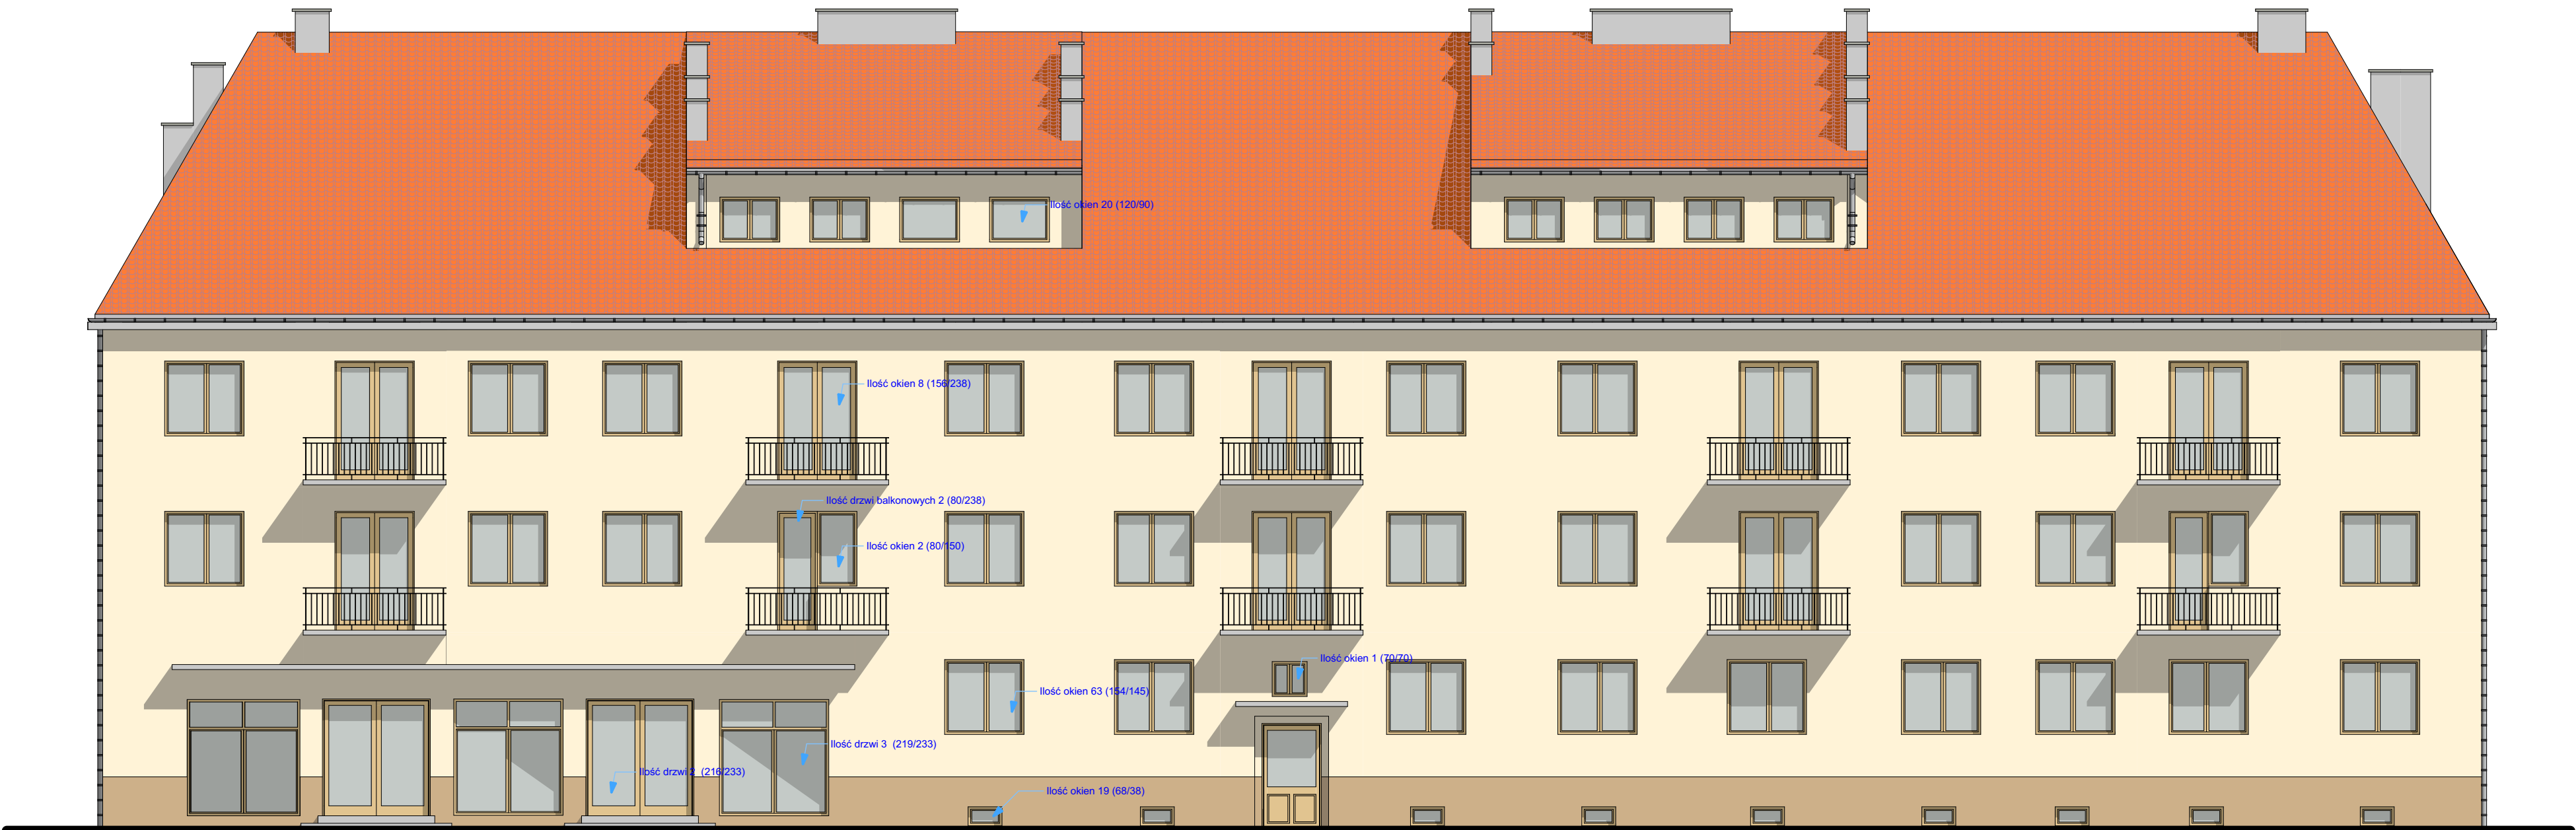 Ilość okien 20 (120/90)
Ilość okien 8 (156/238)
Ilość drzwi balkonowych 2 (80/238)
Ilość okien 2 (80/150)
Ilość okien 1 (70/70)
Ilość okien 63 (154/145)
Ilość drzwi 3 (219/233)
Ilość drzwi 2 (216/233)
Ilość okien 19 (68/38)